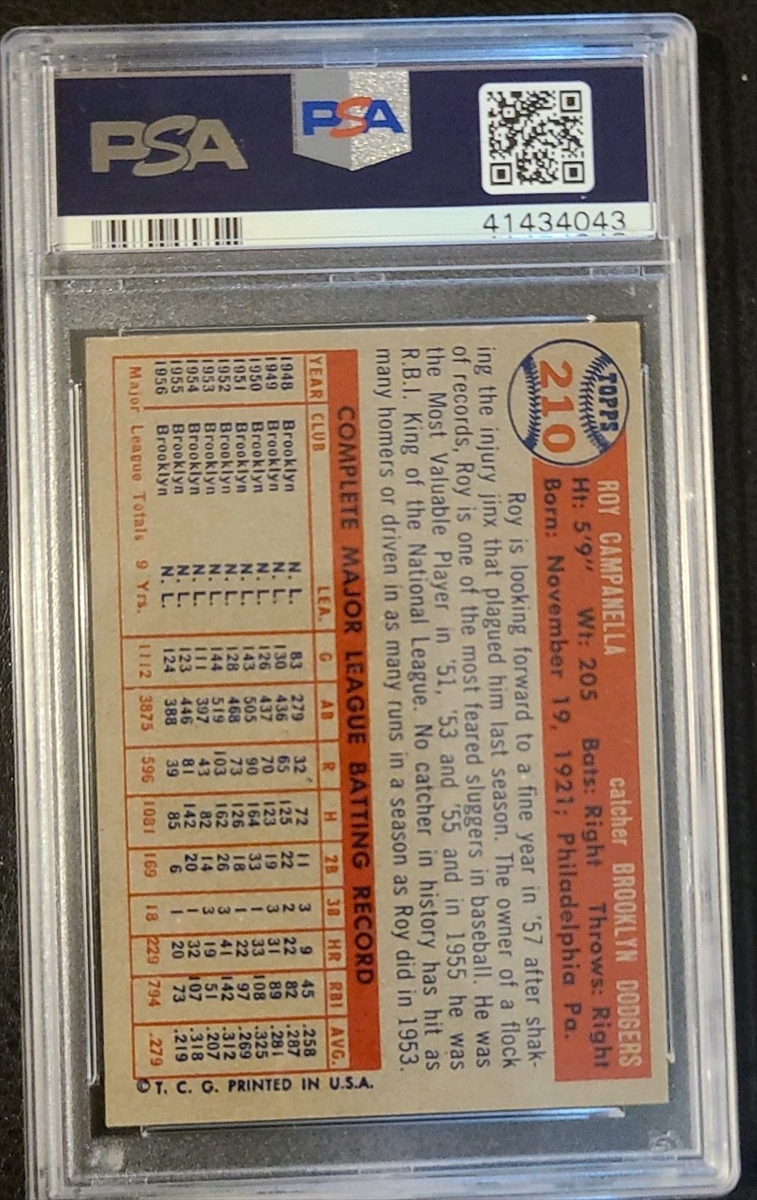 PSA
PSA
41434043
TOPPS
210
ROY CAMPANELLA catcher BROOKLYN DODGERS
Ht: 5'9" Wt: 205 Bats: Right Throws: Right
Born: November 19, 1921; Philadelphia Pa.
Roy is looking forward to a fine year in '57 after shak-
ing the injury jinx that plagued him last season. The owner of a flock
of records, Roy is one of the most feared sluggers in baseball. He was
the Most Valuable Player in '51, '53 and '55 and in 1955 he was
R.B.I. King of the National League. No catcher in history has hit as
many homers or driven in as many runs in a season as Roy did in 1953.
COMPLETE MAJOR LEAGUE BATTING RECORD
YEAR CLUB LEA. G AB R H 2B 3B HR RBI AVG.
1948 Brooklyn N. L. 83 279 32 72 11 3 9 45 .258
1949 Brooklyn N. L. 130 436 65 125 22 2 22 82 .287
1950 Brooklyn N. L. 126 437 70 123 19 3 31 89 .281
1951 Brooklyn N. L. 143 505 90 164 33 1 33 108 .325
1952 Brooklyn N. L. 128 468 73 126 18 1 22 97 .269
1953 Brooklyn N. L. 144 519 103 162 26 3 41 142 .312
1954 Brooklyn N. L. 111 397 43 82 14 3 19 51 .207
1955 Brooklyn N. L. 123 446 81 142 20 1 32 107 .318
1956 Brooklyn N. L. 124 388 39 85 6 1 20 73 .219
Major League Totals 9 Yrs. 1112 3875 596 1081 169 18 229 794 .279
© T. C. G. PRINTED IN U.S.A.